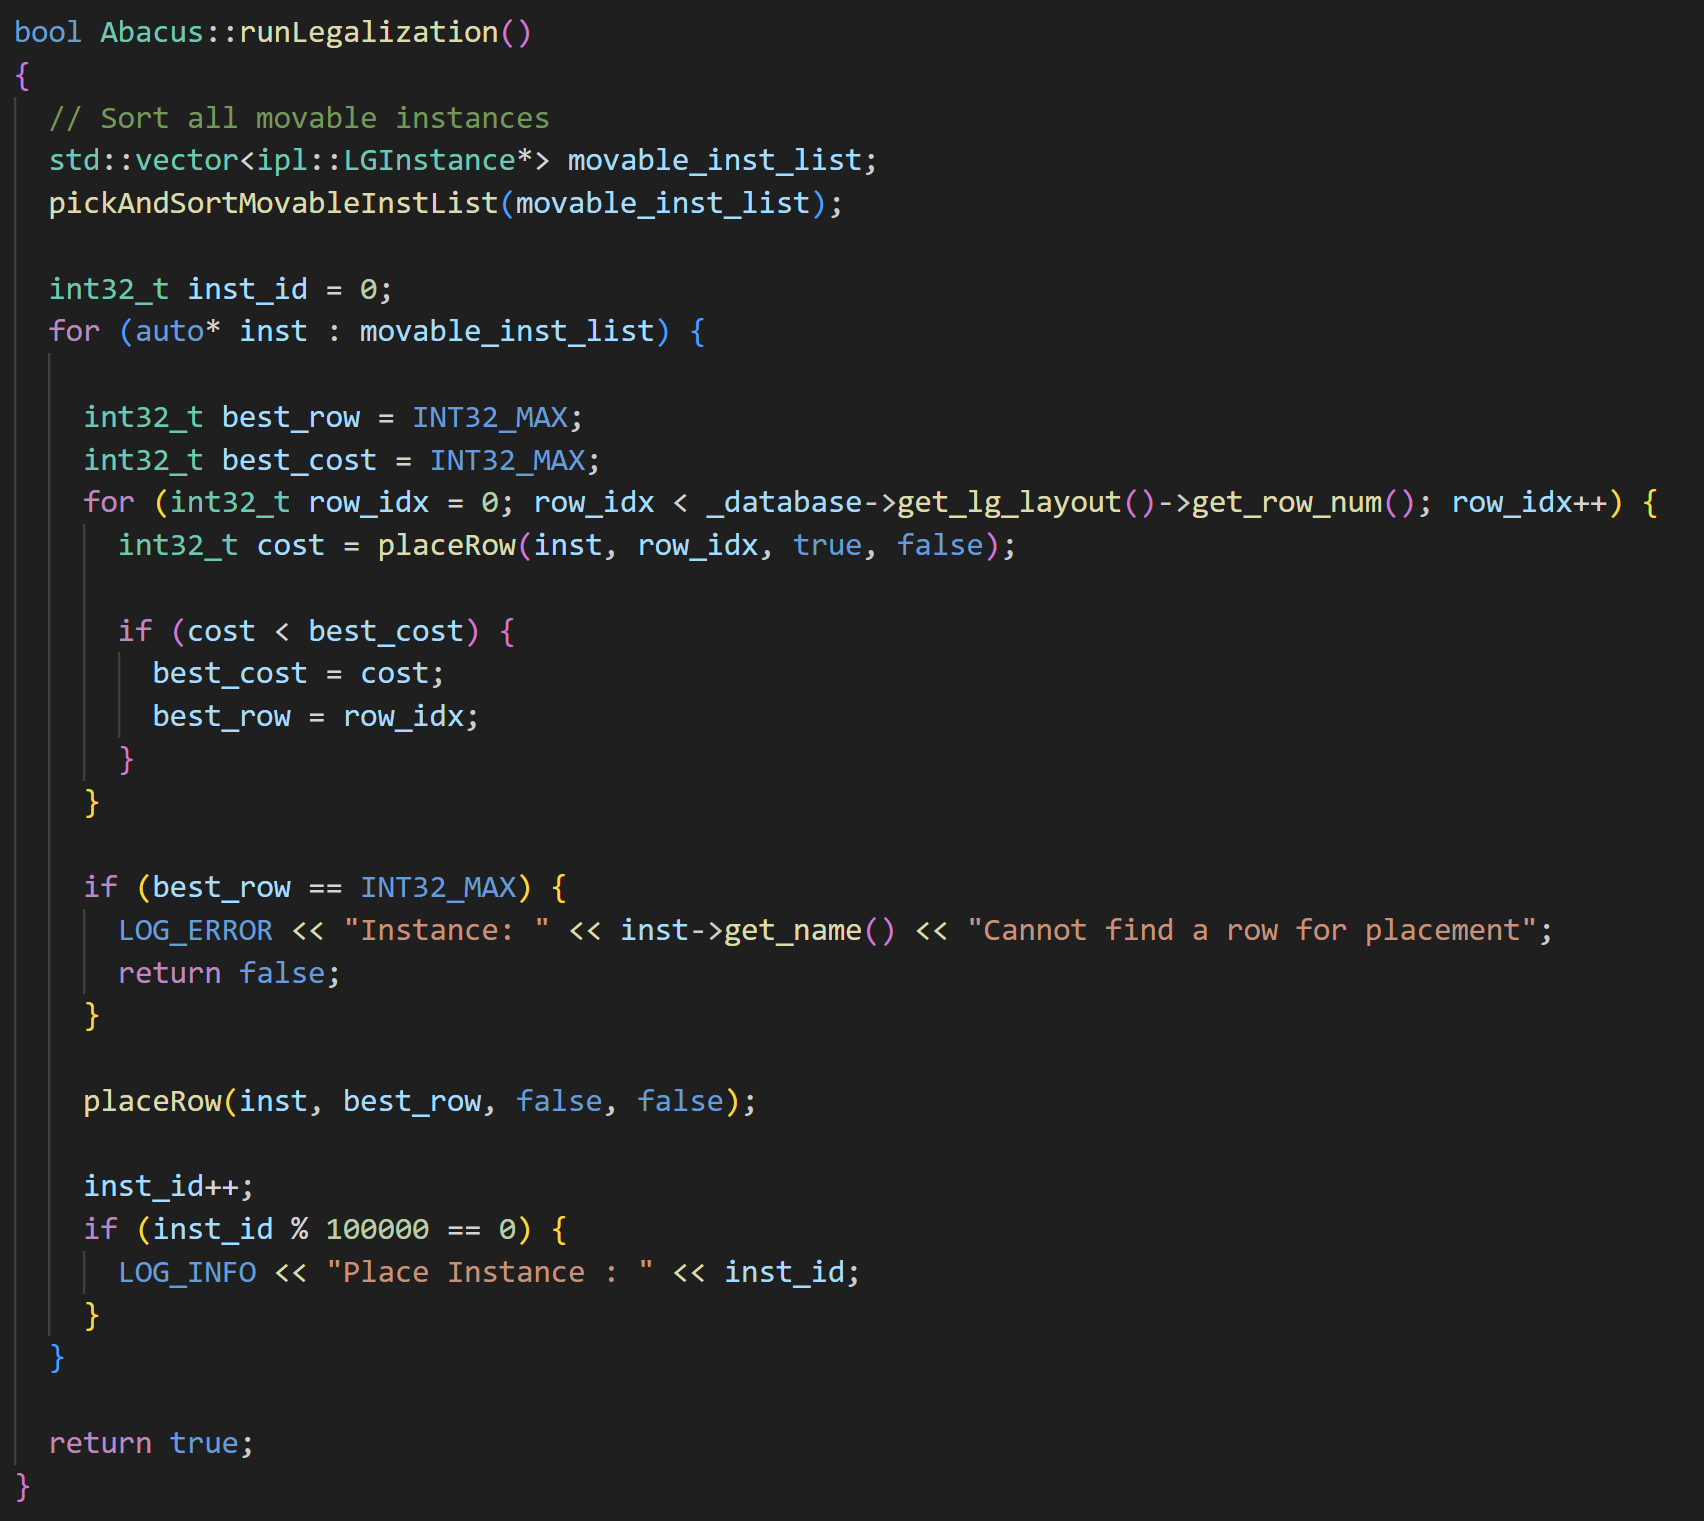 bool Abacus::runLegalization()
{
  // Sort all movable instances
  std::vector<ipl::LGInstance*> movable_inst_list;
  pickAndSortMovableInstList(movable_inst_list);

  int32_t inst_id = 0;
  for (auto* inst : movable_inst_list) {

    int32_t best_row = INT32_MAX;
    int32_t best_cost = INT32_MAX;
    for (int32_t row_idx = 0; row_idx < _database->get_lg_layout()->get_row_num(); row_idx++) {
      int32_t cost = placeRow(inst, row_idx, true, false);

      if (cost < best_cost) {
        best_cost = cost;
        best_row = row_idx;
      }
    }

    if (best_row == INT32_MAX) {
      LOG_ERROR << "Instance: " << inst->get_name() << "Cannot find a row for placement";
      return false;
    }

    placeRow(inst, best_row, false, false);

    inst_id++;
    if (inst_id % 100000 == 0) {
      LOG_INFO << "Place Instance : " << inst_id;
    }
  }

  return true;
}